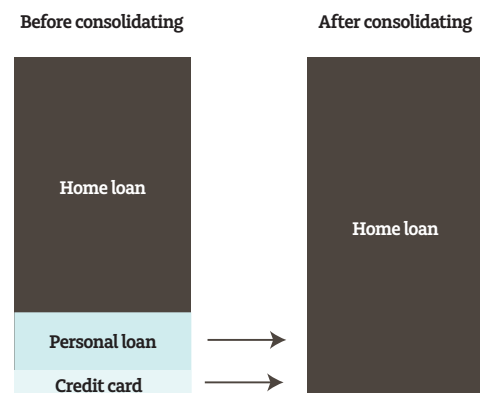 Before consolidating
After consolidating
Home loan
Home loan
Personal loan
Credit card